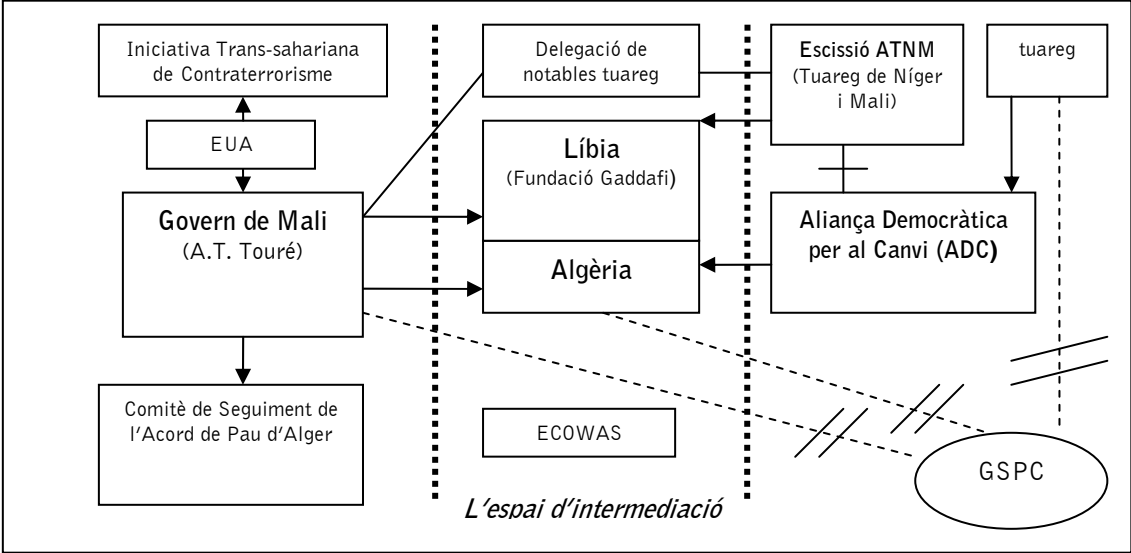 Iniciativa Trans-sahariana
de Contraterrorisme
EUA
Govern de Mali
(A.T. Touré)
Comitè de Seguiment de
l'Acord de Pau d'Alger
Delegació de
notables tuareg
Líbia
(Fundació Gaddafi)
Algèria
ECOWAS
L'espai d'intermediació
Escissió ATNM
(Tuareg de Níger
i Mali)
tuareg
Aliança Democràtica
per al Canvi (ADC)
GSPC